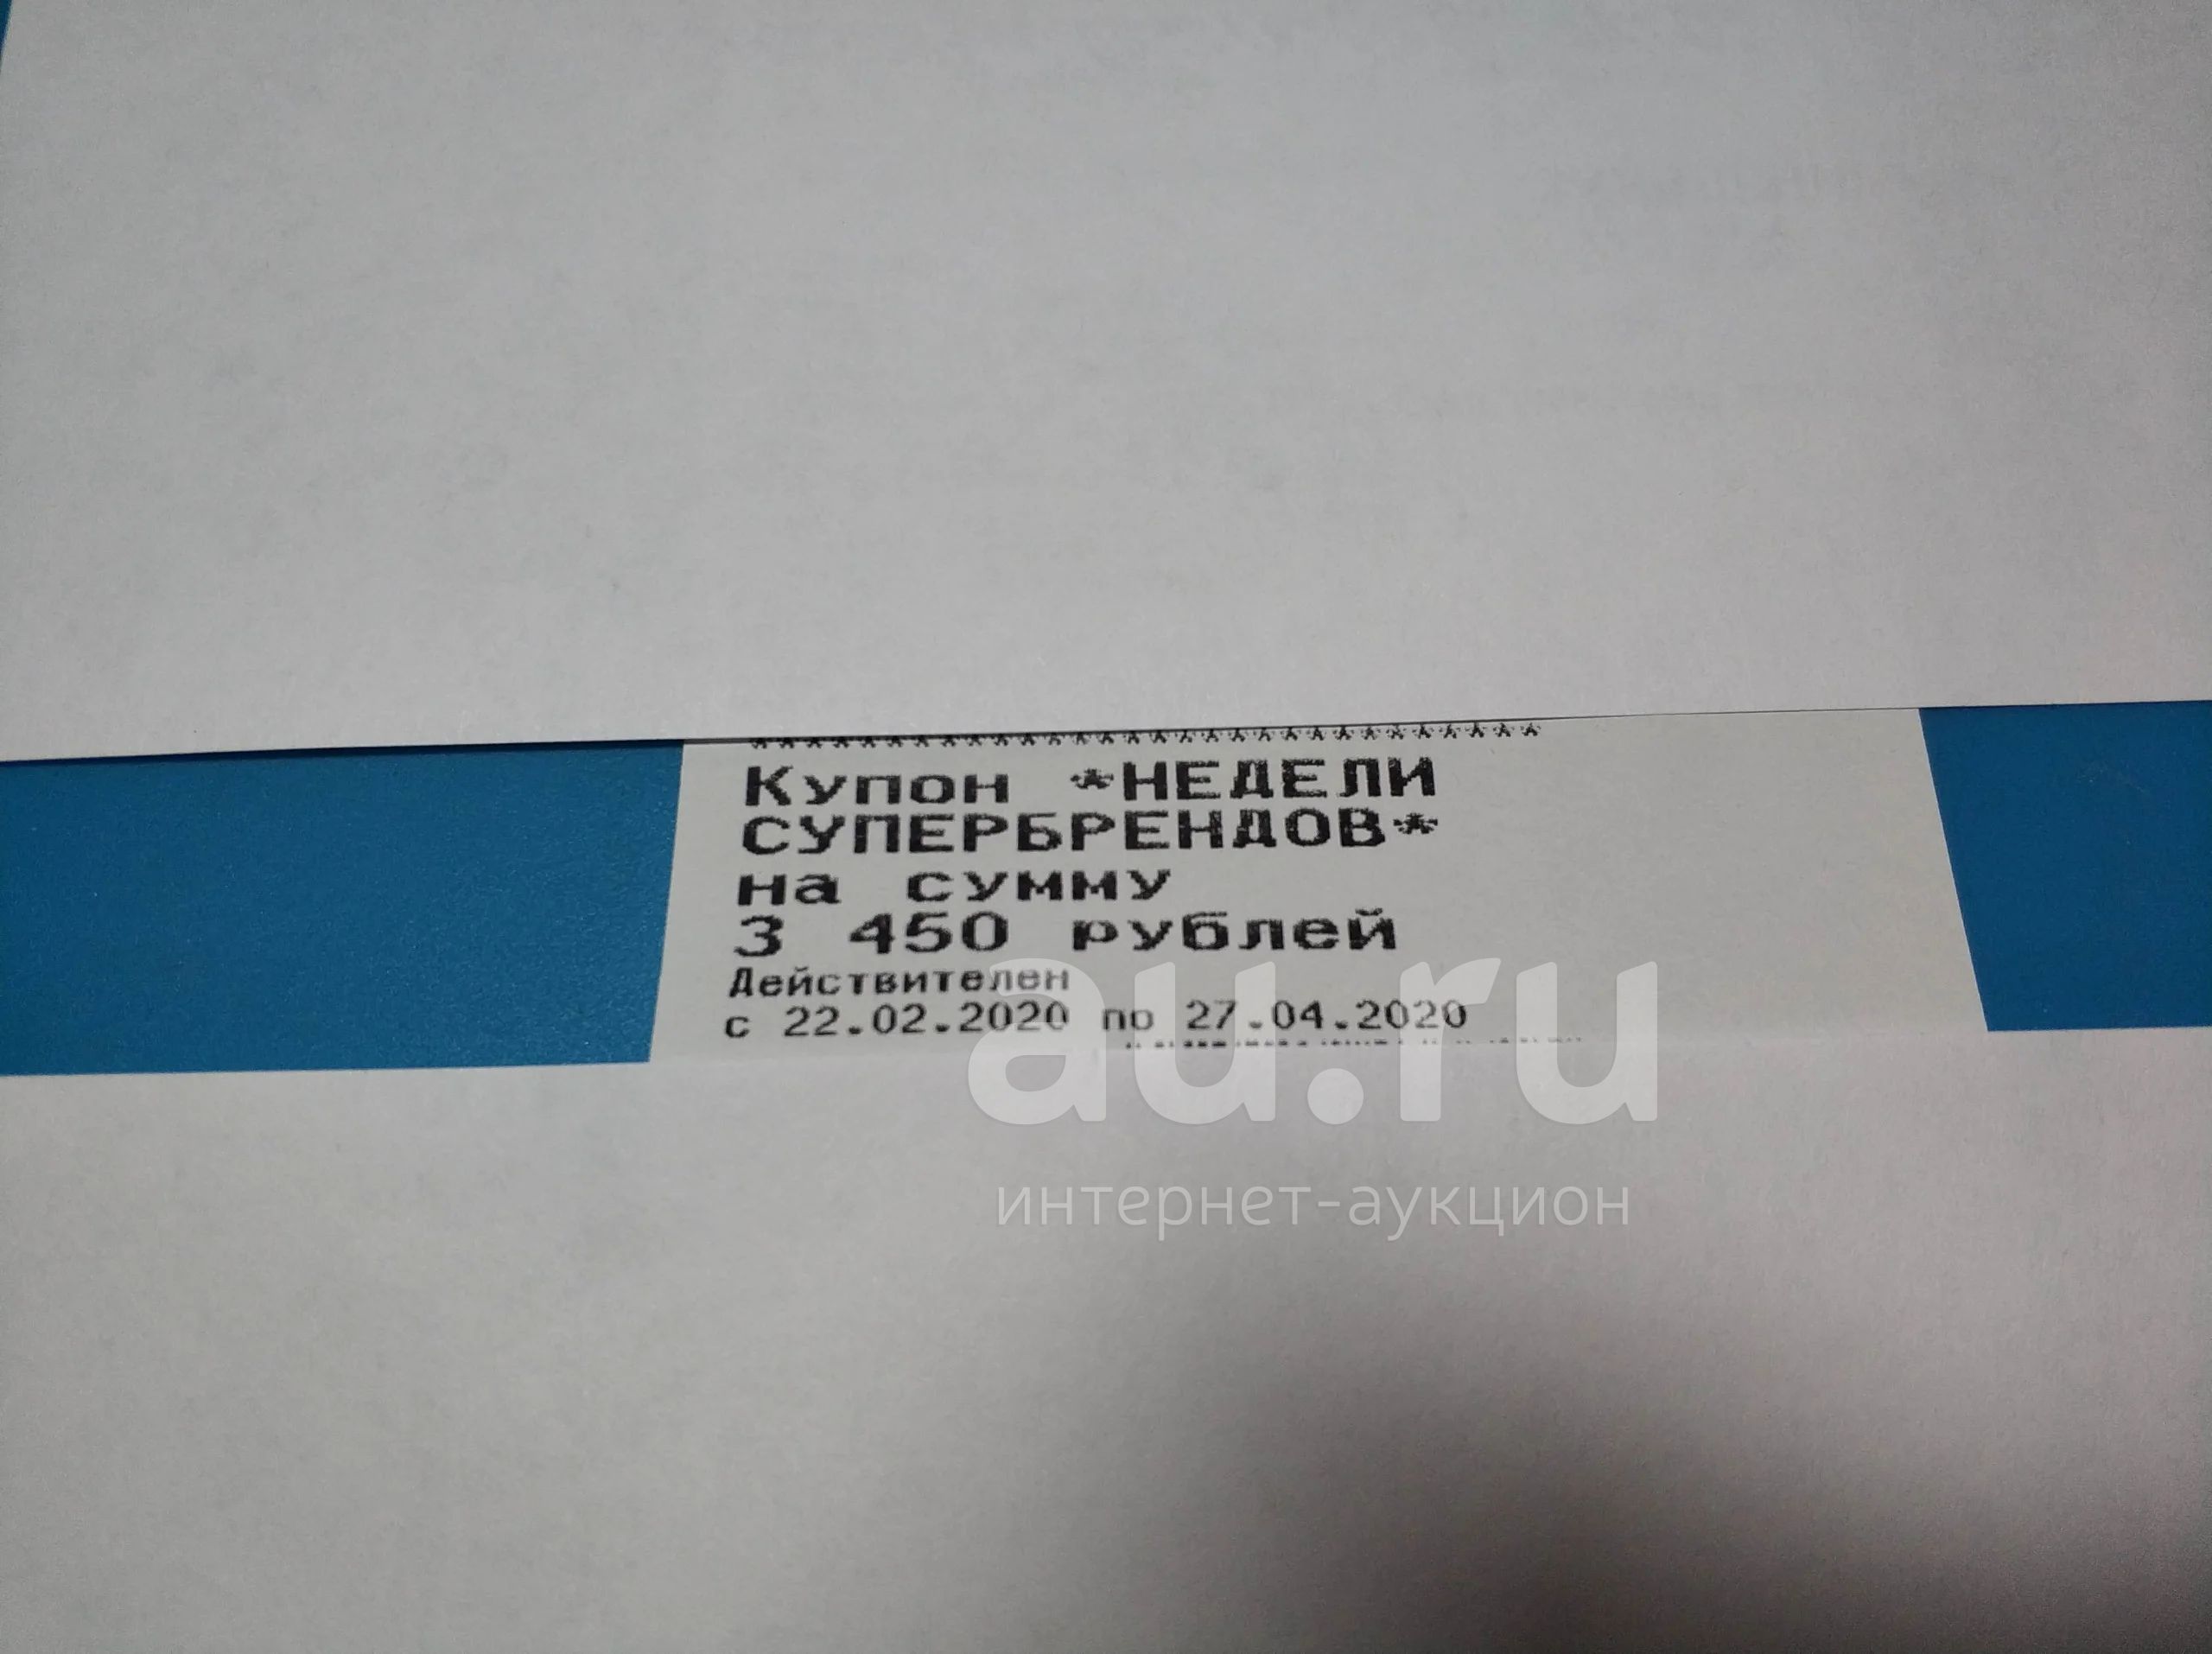 ******************************
Купон *НЕДЕЛИ
СУПЕРБРЕНДОВ*
на сумму
3 450 рублей
Действителен
с 22.02.2020 по 27.04.2020
au.ru
интернет-аукцион